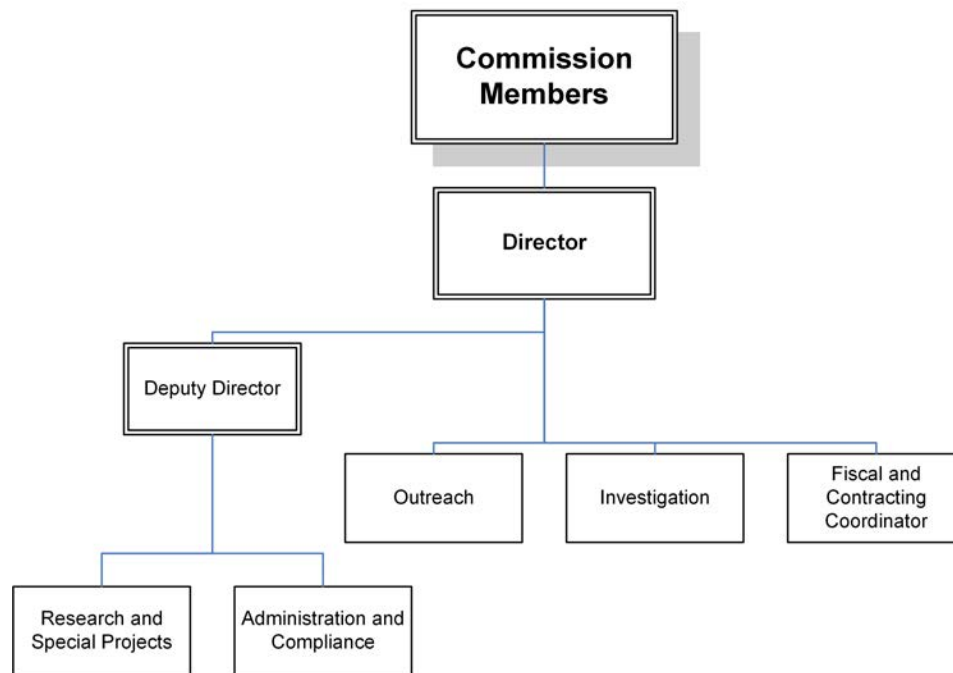 Commission
Members
Director
Deputy Director
Outreach
Investigation
Fiscal and
Contracting
Coordinator
Research and
Special Projects
Administration and
Compliance